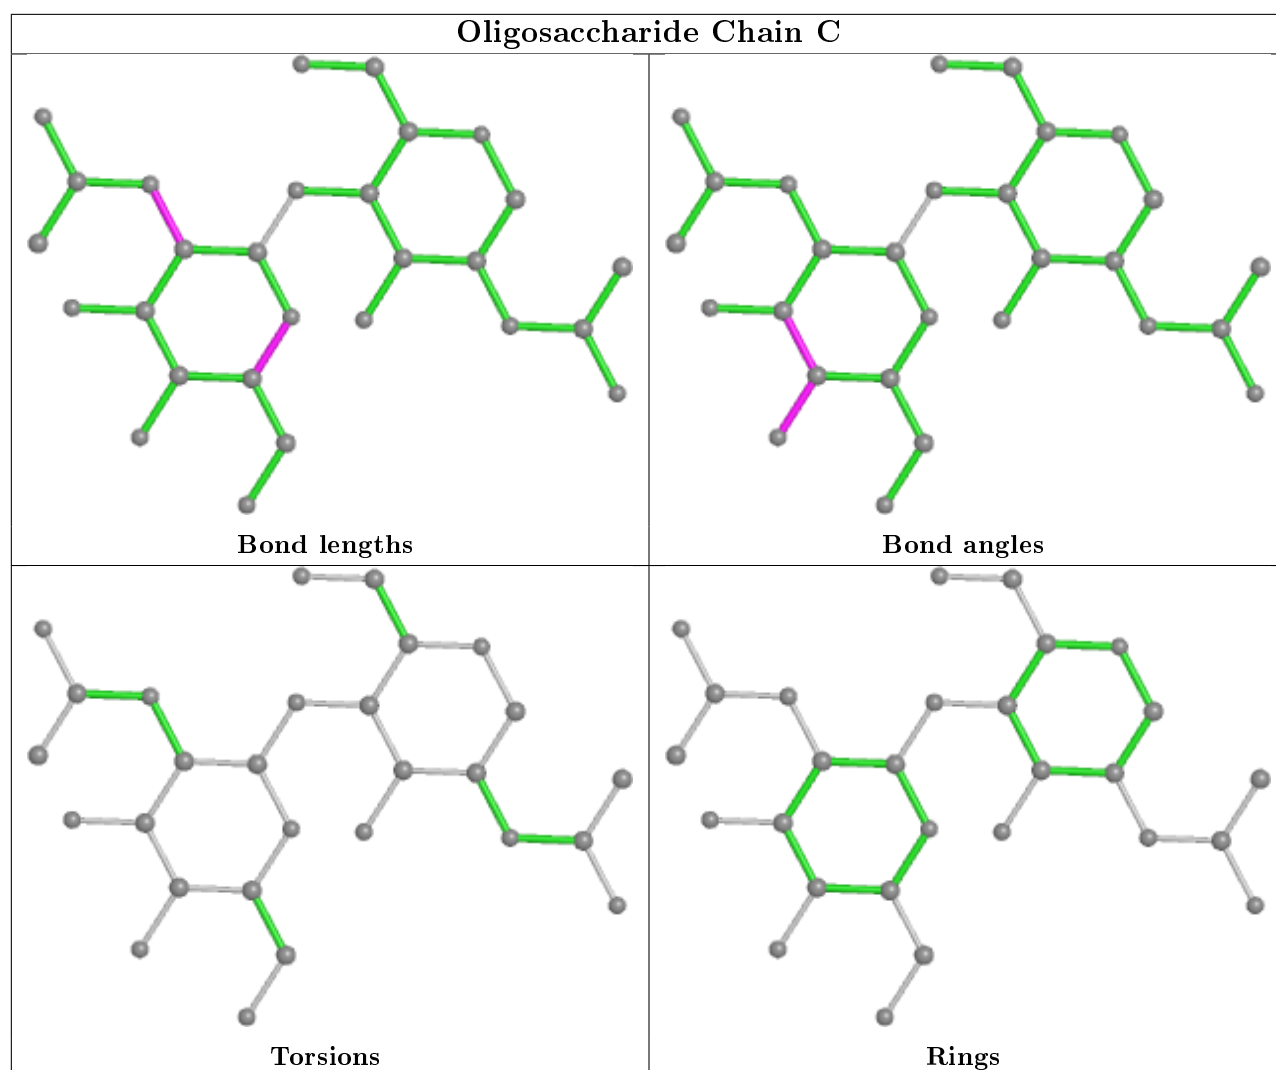 Oligosaccharide Chain C
Bond lengths
Bond angles
Torsions
Rings